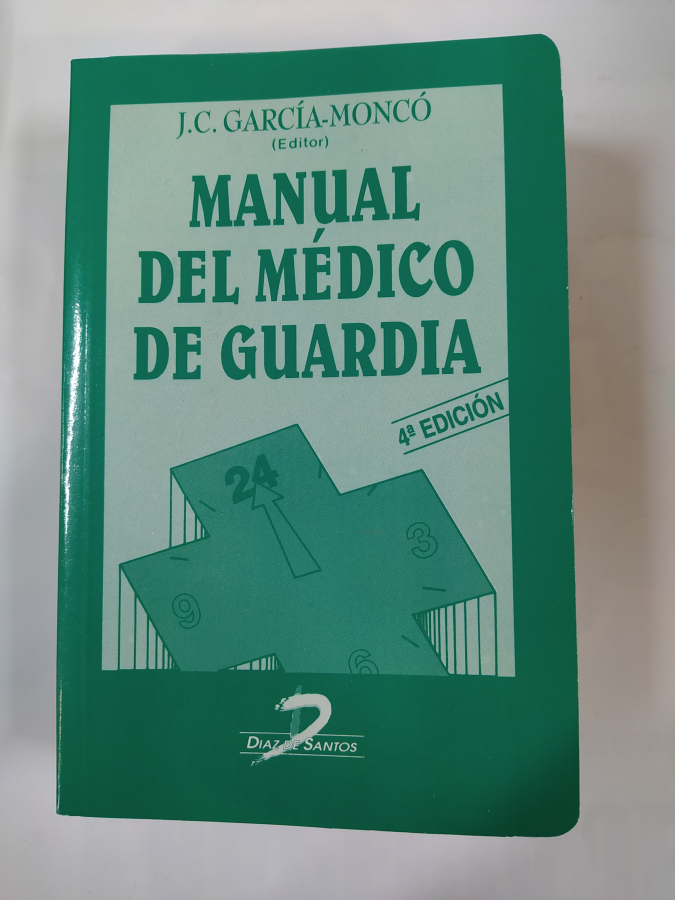 J.C. GARCÍA-MONCÓ
(Editor)
MANUAL
DEL MÉDICO
DE GUARDIA
4ª EDICIÓN
24
3
9
6
DIAZ DE SANTOS